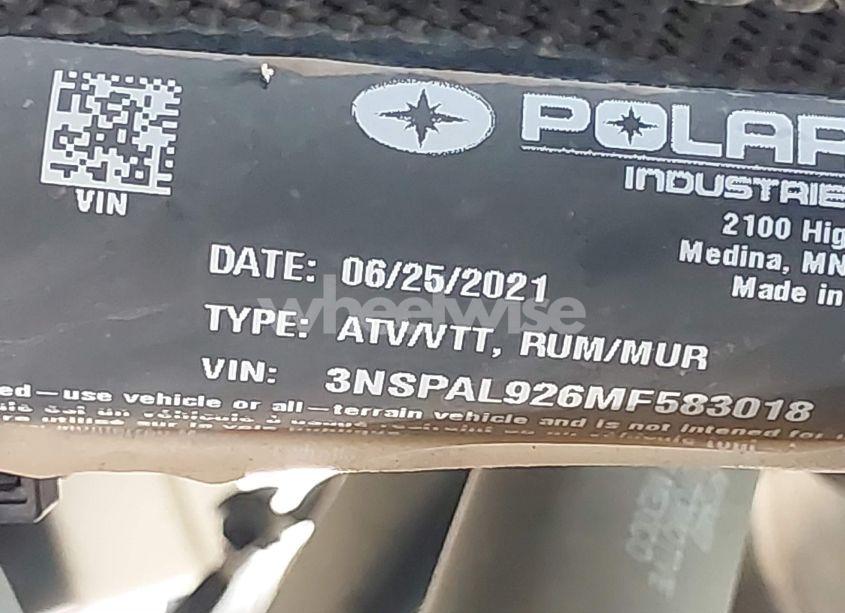 POLAR
INDUSTRIE
2100 Hig
Medina, MN
Made in
VIN
DATE: 06/25/2021
TYPE: ATV/VTT, RUM/MUR
VIN: 3NSPAL926MF583018
wheelwise
ed—use vehicle or all—terrain vehicle and is not intended for